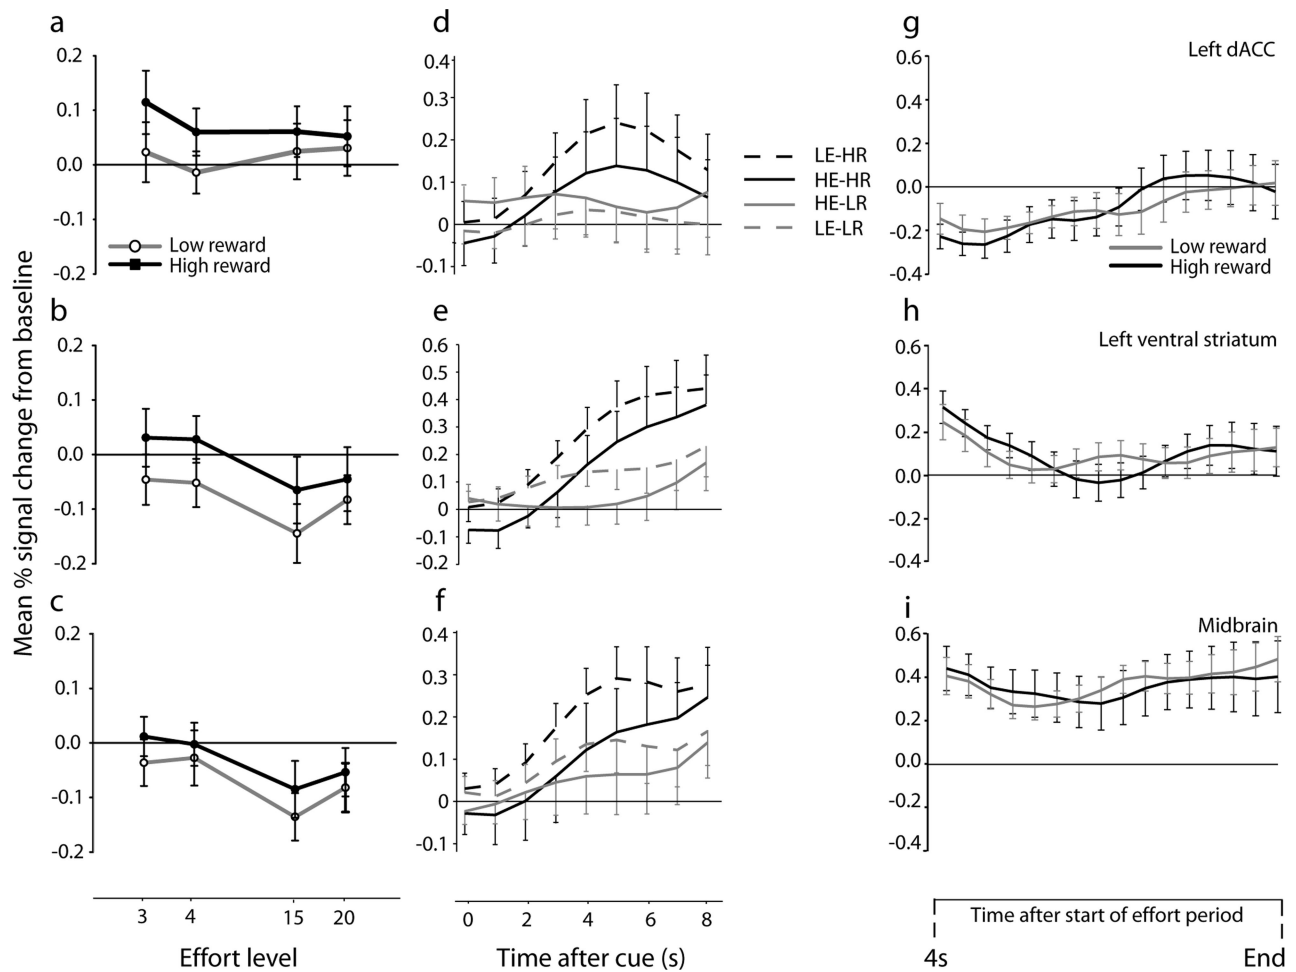 a
d
g
0.2
0.1
0.0
-0.1
-0.2
Low reward
High reward
0.4
0.3
0.2
0.1
0
-0.1
LE-HR
HE-HR
HE-LR
LE-LR
0.6
0.4
0.2
0.0
-0.2
-0.4
Left dACC
Low reward
High reward
Mean % signal change from baseline
b
e
h
0.2
0.1
0.0
-0.1
-0.2
0.6
0.5
0.4
0.3
0.2
0.1
0
-0.1
-0.2
0.6
0.4
0.2
0.0
-0.2
-0.4
Left ventral striatum
c
f
i
0.2
0.1
0.0
-0.1
-0.2
0.4
0.3
0.2
0.1
0
-0.1
0.6
0.4
0.2
0.0
-0.2
-0.4
Midbrain
3 4 15 20
Effort level
0 2 4 6 8
Time after cue (s)
Time after start of effort period
4s End